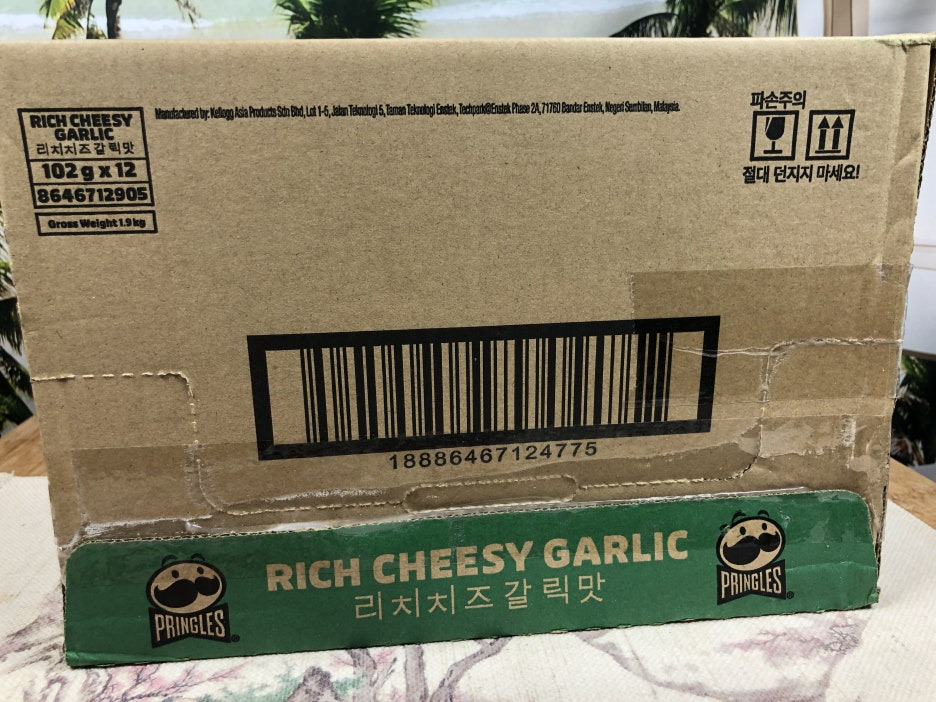 RICH CHEESY
GARLIC
리치치즈갈릭맛
102 g x 12
8646712905
Gross Weight 1.9 kg
Manufactured by: Kellogg Asia Products Sdn Bhd, Lot 1-5, Jalan Teknologi 5, Taman Teknologi Enstek, Techpark@Enstek Phase 2A, 71760 Bandar Enstek, Negeri Sembilan, Malaysia.
파손주의
절대 던지지 마세요!
18886467124775
RICH CHEESY GARLIC
리치치즈갈릭맛
PRINGLES®
PRINGLES®